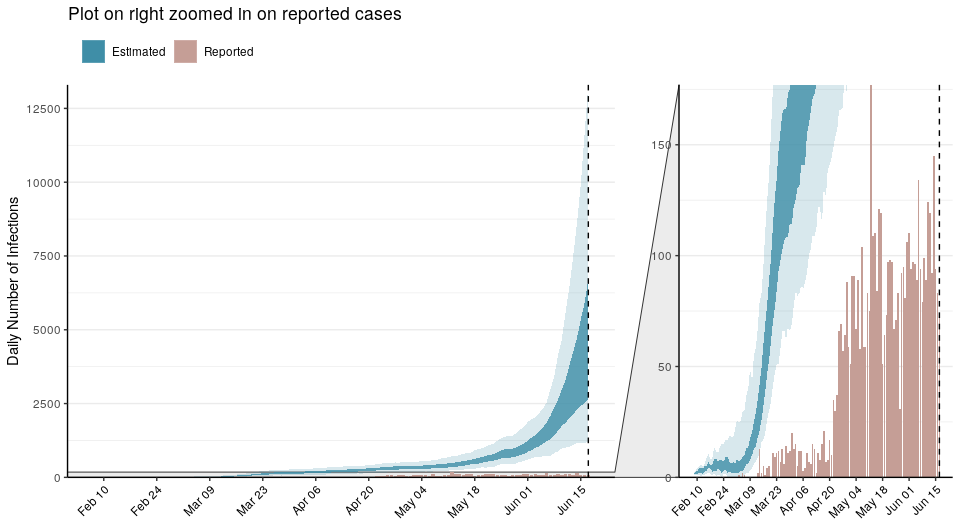 Plot on right zoomed in on reported cases
Estimated Reported
Daily Number of Infections
12500
10000
7500
5000
2500
0
Feb 10 Feb 24 Mar 09 Mar 23 Apr 06 Apr 20 May 04 May 18 Jun 01 Jun 15
150
100
50
0
Feb 10 Feb 24 Mar 09 Mar 23 Apr 06 Apr 20 May 04 May 18 Jun 01 Jun 15